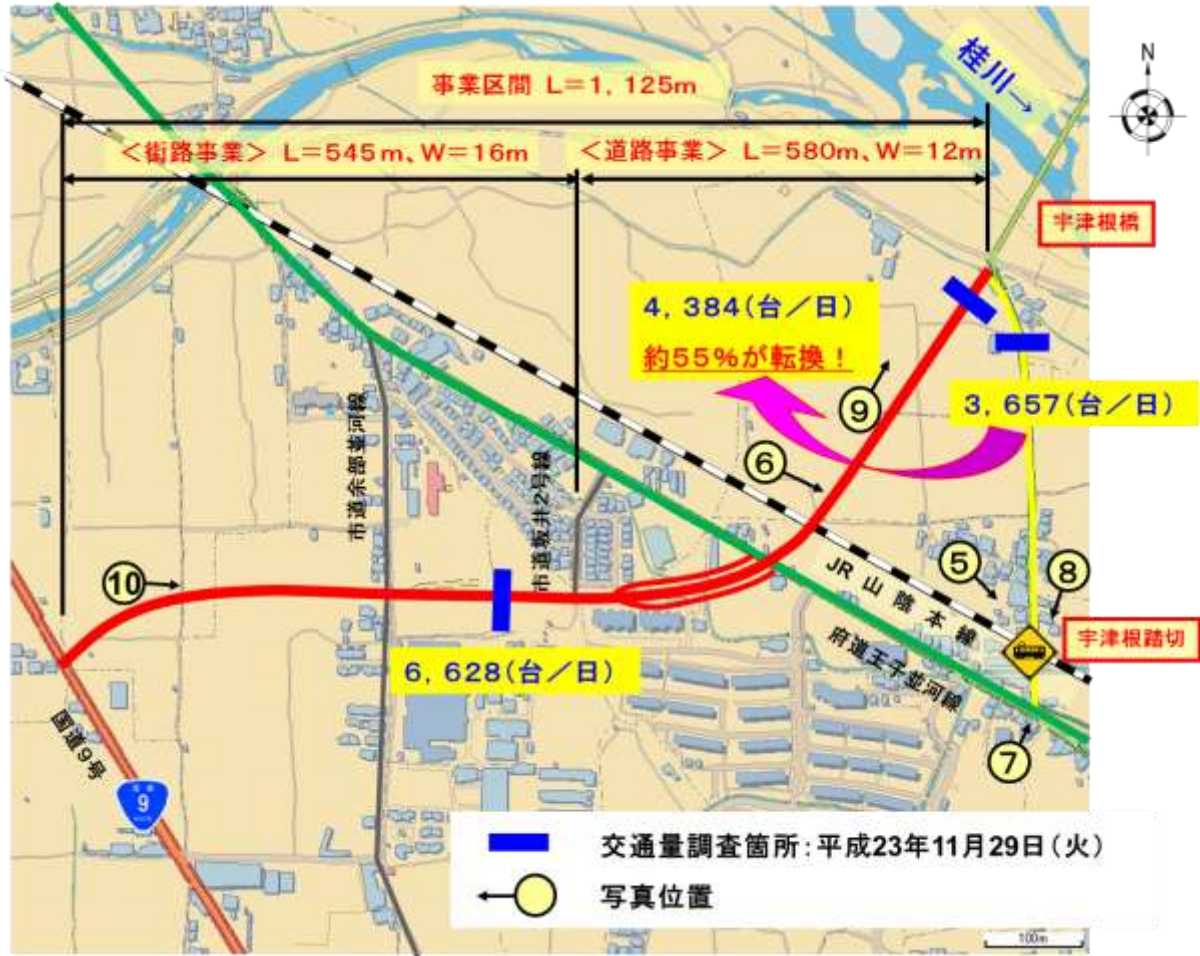 事業区間 L=1,125m
桂川→
N
＜街路事業＞ L=545m、W=16m
＜道路事業＞ L=580m、W=12m
宇津根橋
4,384(台／日)
約55%が転換！
3,657(台／日)
⑨
⑥
市道余部並河線
市道坂井2号線
⑩
⑤
⑧
JR山陰本線
府道王子並河線
宇津根踏切
6,628(台／日)
⑦
国道9号
9
交通量調査箇所:平成23年11月29日(火)
写真位置
100m